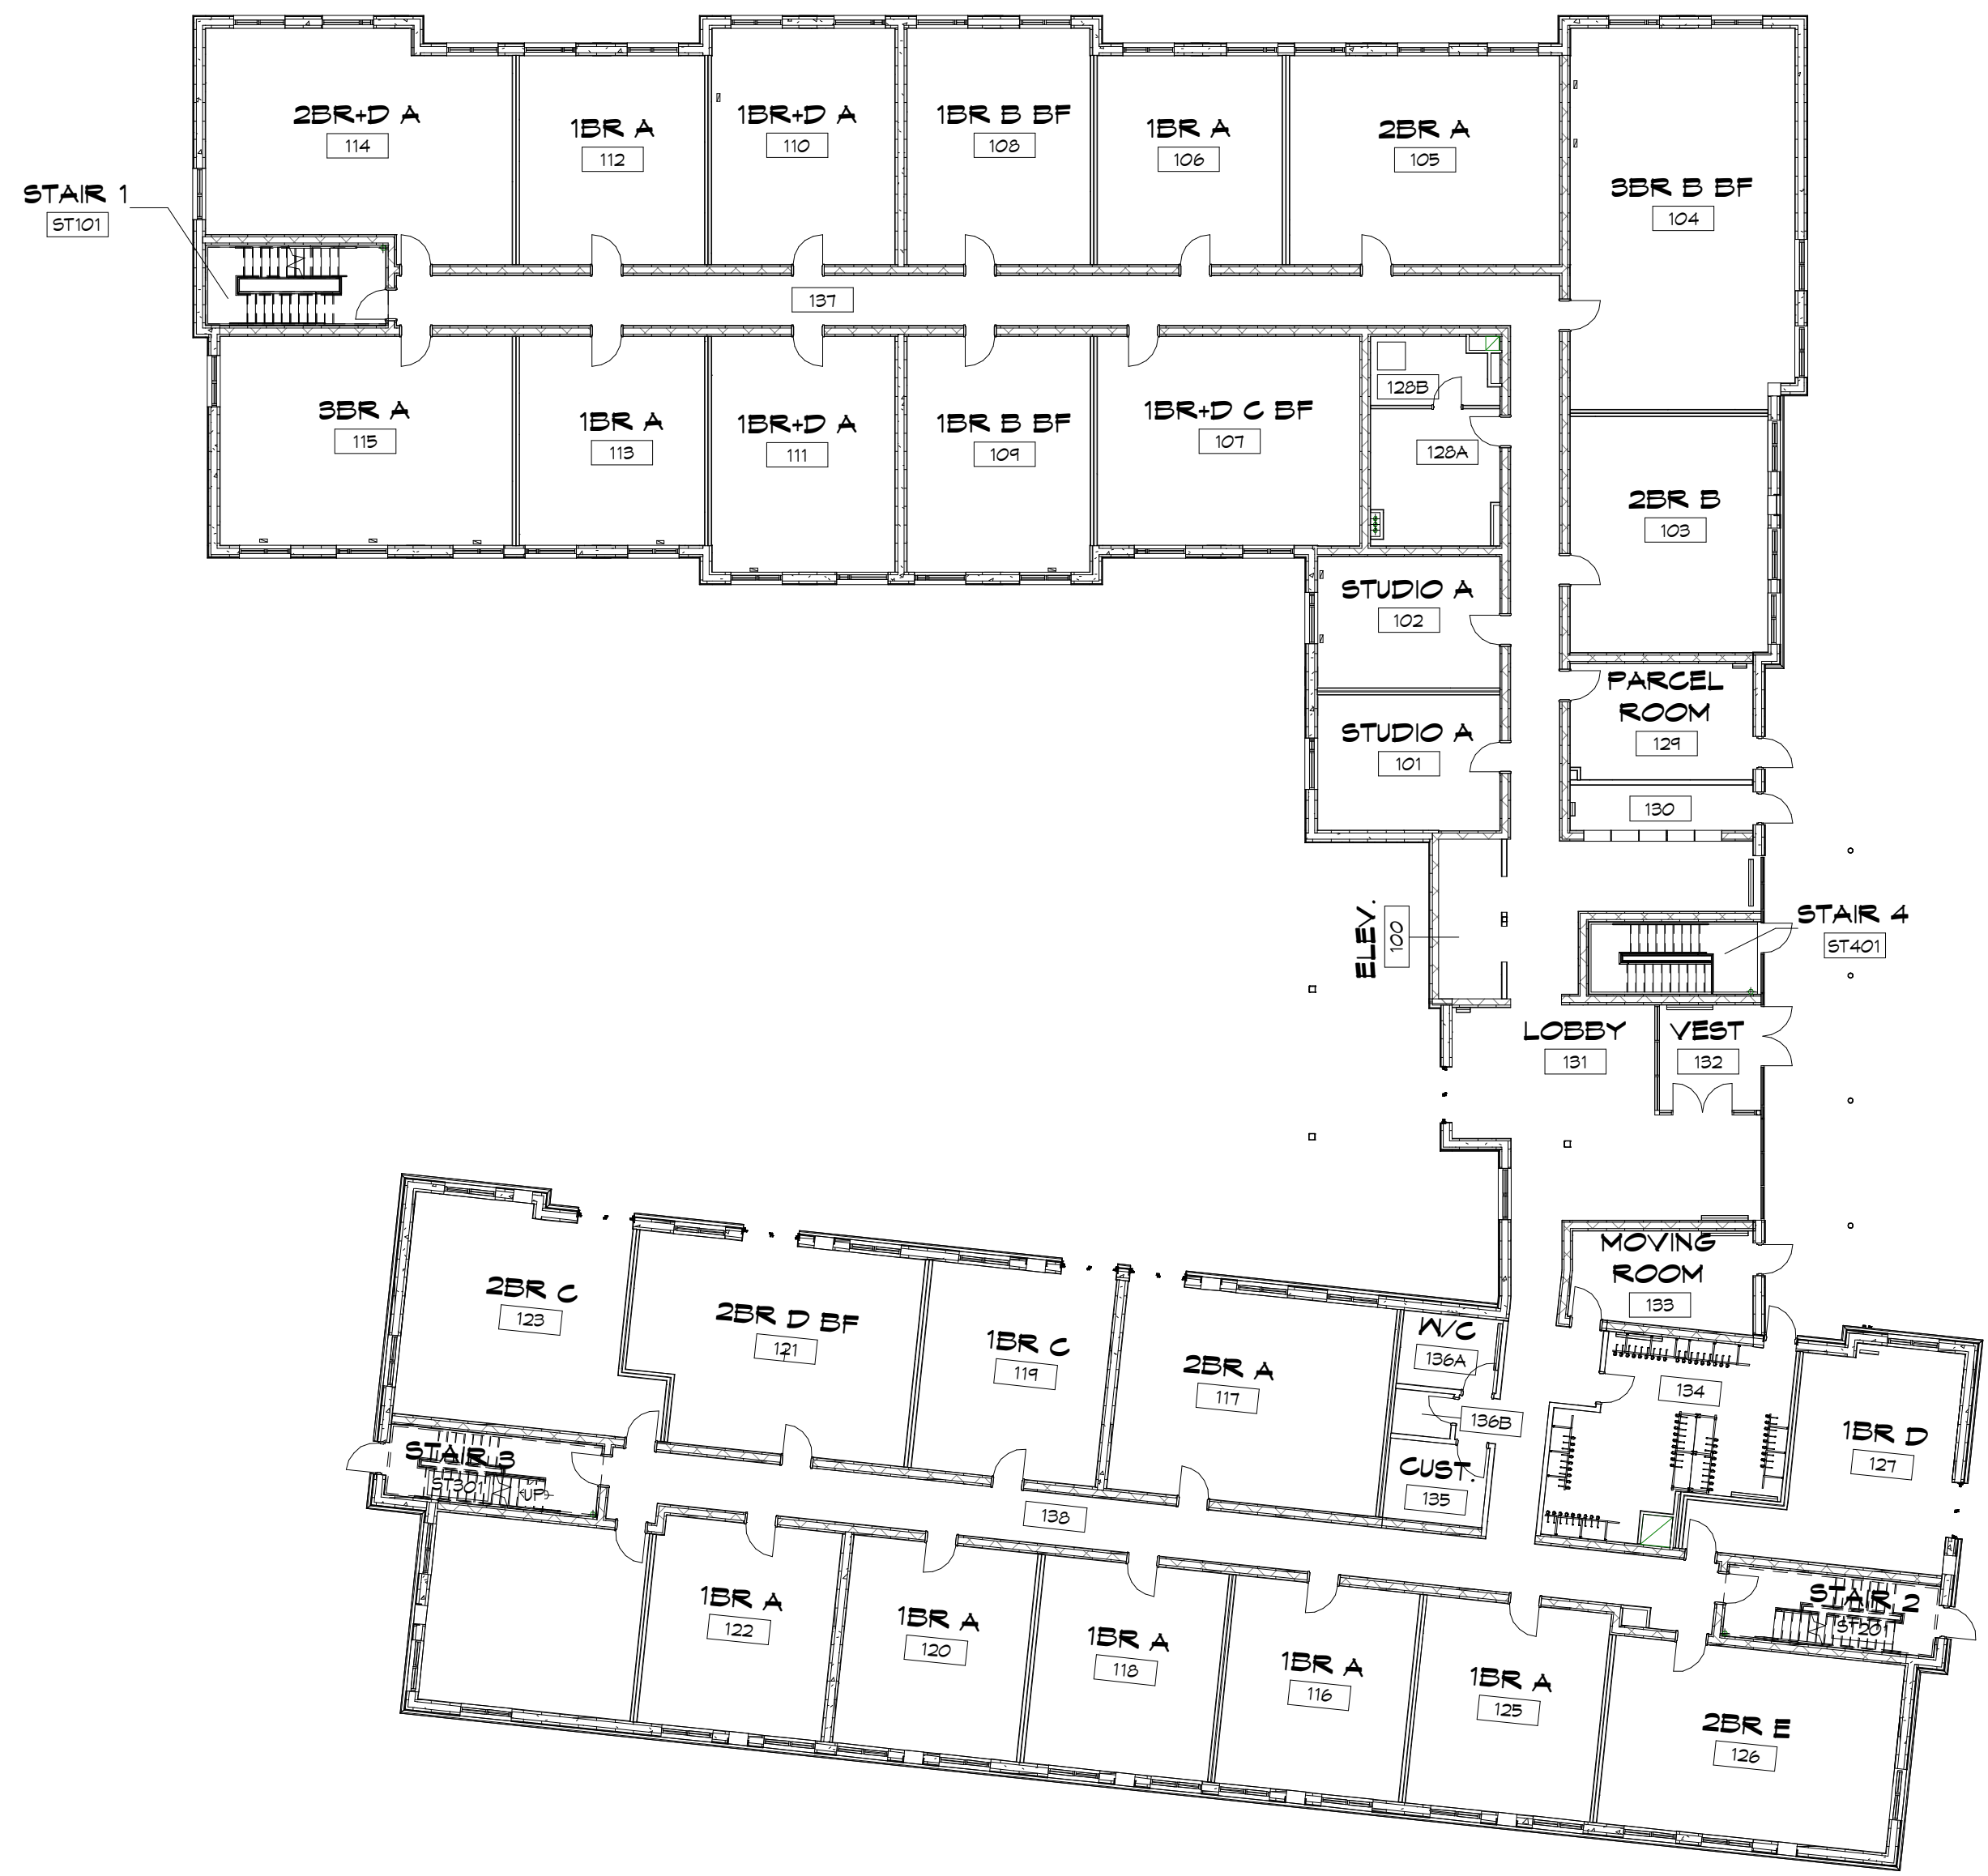 2BR+D A
114
1BR A
112
1BR+D A
110
1BR B BF
108
1BR A
106
2BR A
105
3BR B BF
104
STAIR 1
ST101
137
3BR A
115
1BR A
113
1BR+D A
111
1BR B BF
109
1BR+D C BF
107
128B
128A
2BR B
103
STUDIO A
102
PARCEL
ROOM
129
STUDIO A
101
130
ELEV.
100
STAIR 4
ST401
LOBBY
131
VEST
132
MOVING
ROOM
133
2BR C
123
2BR D BF
121
1BR C
119
2BR A
117
W/C
136A
134
136B
1BR D
127
STAIR 3
ST301
UP
CUST.
135
138
1BR A
122
1BR A
120
1BR A
118
1BR A
116
1BR A
125
STAIR 2
ST201
2BR E
126